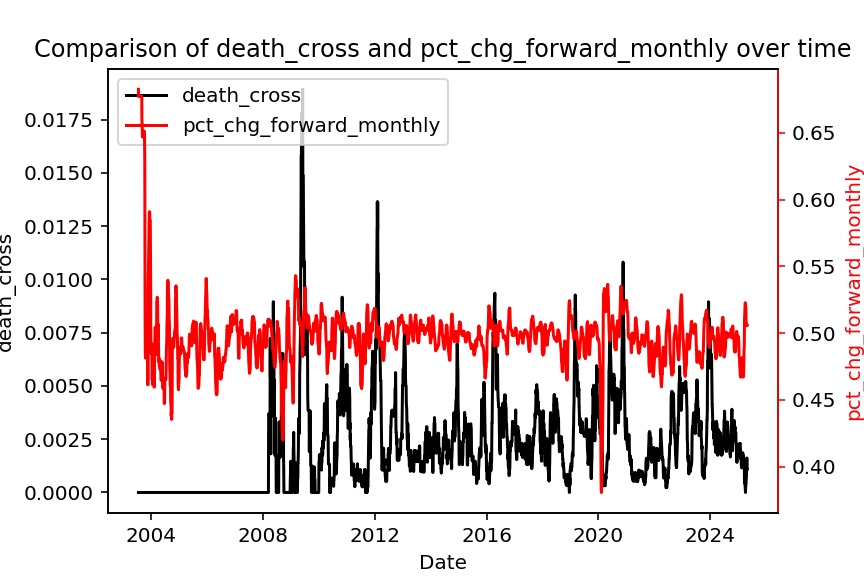 Comparison of death_cross and pct_chg_forward_monthly over time
death_cross
pct_chg_forward_monthly
0.0175
0.0150
0.0125
0.0100
0.0075
0.0050
0.0025
0.0000
death_cross
0.65
0.60
0.55
0.50
0.45
0.40
pct_chg_forward_monthly
2004 2008 2012 2016 2020 2024
Date